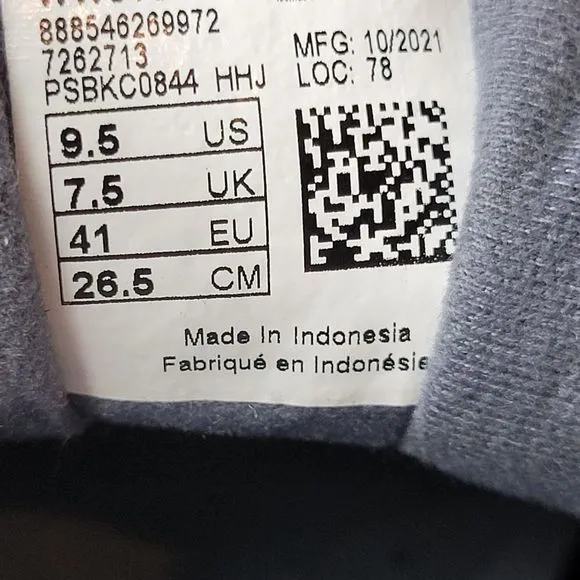 888546269972
7262713
PSBKC0844 HHJ
MFG: 10/2021
LOC: 78
9.5 US
7.5 UK
41 EU
26.5 CM
Made In Indonesia
Fabriqué en Indonésie